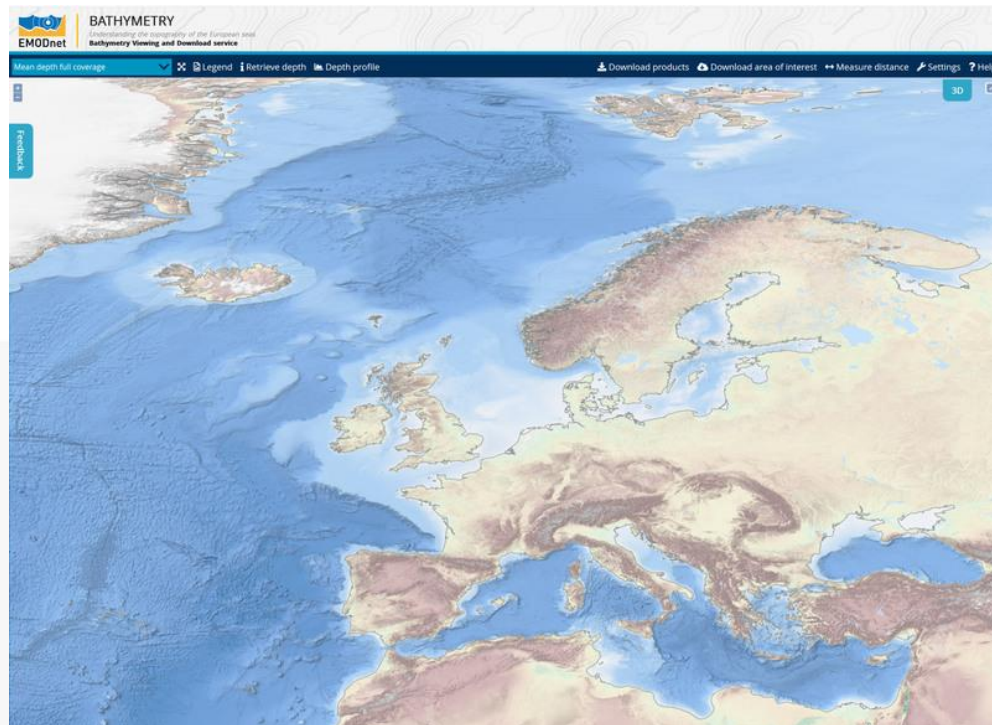 BATHYMETRY
Understanding the topography of the European seas
Bathymetry Viewing and Download service
EMODnet
Mean depth full coverage
Legend
Retrieve depth
Depth profile
Download products
Download area of interest
Measure distance
Settings
? Help
+
−
3D
Feedback